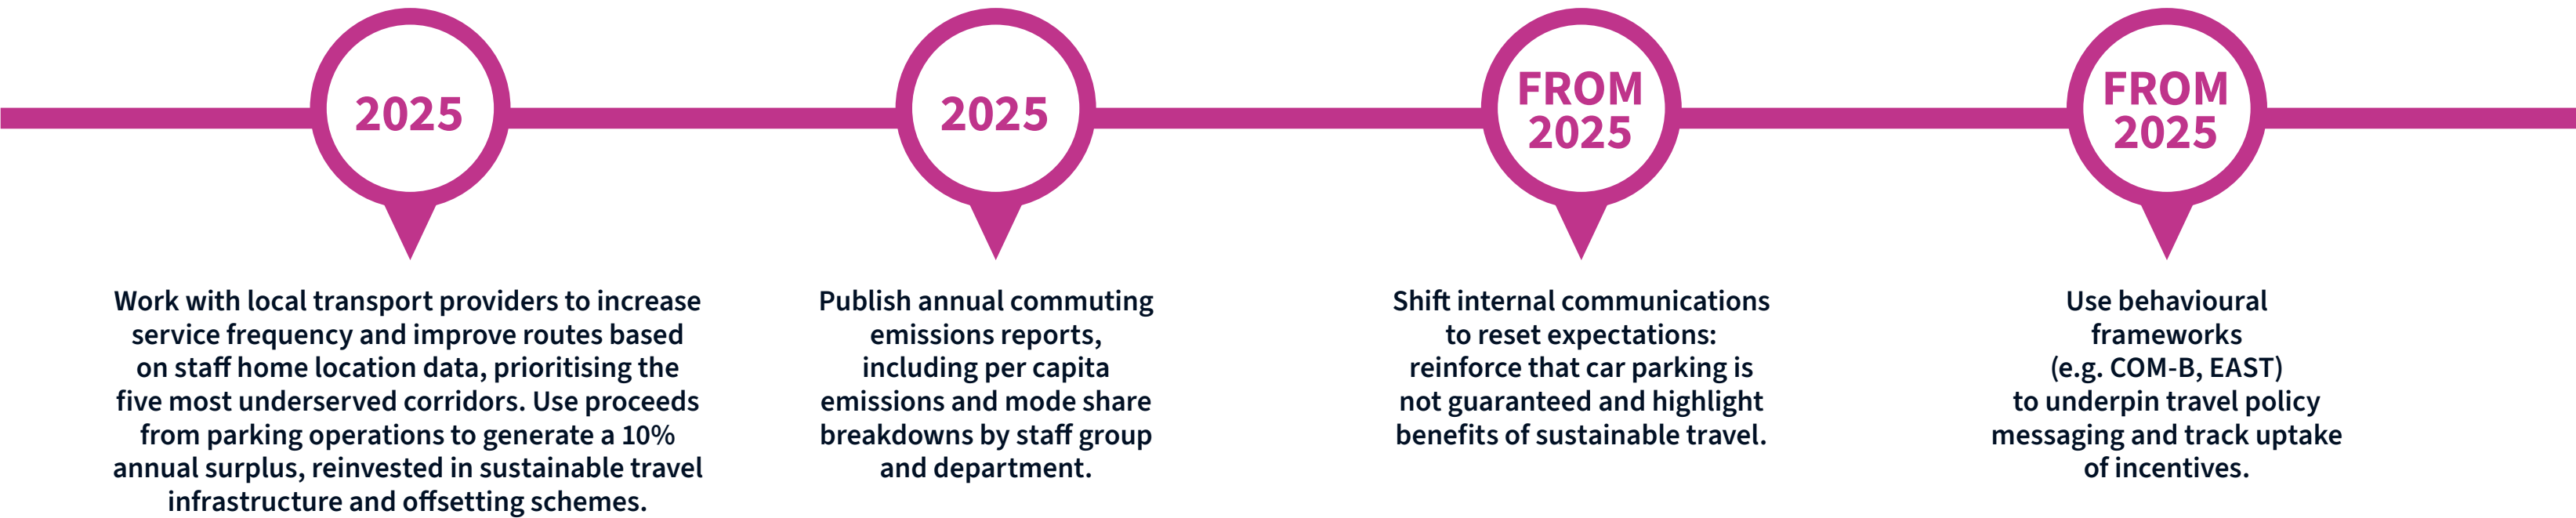 2025
Work with local transport providers to increase
service frequency and improve routes based
on staff home location data, prioritising the
five most underserved corridors. Use proceeds
from parking operations to generate a 10%
annual surplus, reinvested in sustainable travel
infrastructure and offsetting schemes.
2025
Publish annual commuting
emissions reports,
including per capita
emissions and mode share
breakdowns by staff group
and department.
FROM
2025
Shift internal communications
to reset expectations:
reinforce that car parking is
not guaranteed and highlight
benefits of sustainable travel.
FROM
2025
Use behavioural
frameworks
(e.g. COM-B, EAST)
to underpin travel policy
messaging and track uptake
of incentives.